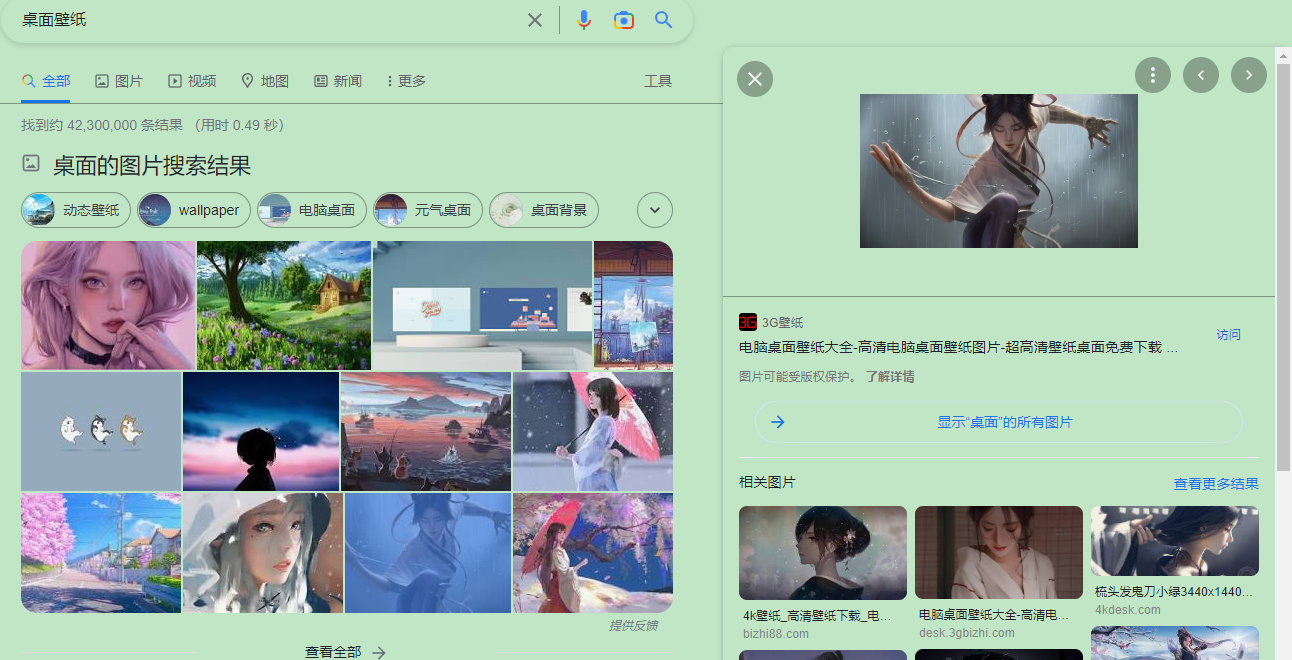 桌面壁纸
全部
图片
视频
地图
新闻
更多
工具
找到约 42,300,000 条结果 （用时 0.49 秒）
桌面的图片搜索结果
动态壁纸
wallpaper
电脑桌面
元气桌面
桌面背景
提供反馈
查看全部
3G
3G壁纸
访问
电脑桌面壁纸大全-高清电脑桌面壁纸图片-超高清壁纸桌面免费下载 ...
图片可能受版权保护。 了解详情
显示“桌面”的所有图片
相关图片
查看更多结果
4k壁纸_高清壁纸下载_电...
bizhi88.com
电脑桌面壁纸大全-高清电...
desk.3gbizhi.com
梳头发鬼刀小绿3440x1440...
4kdesk.com